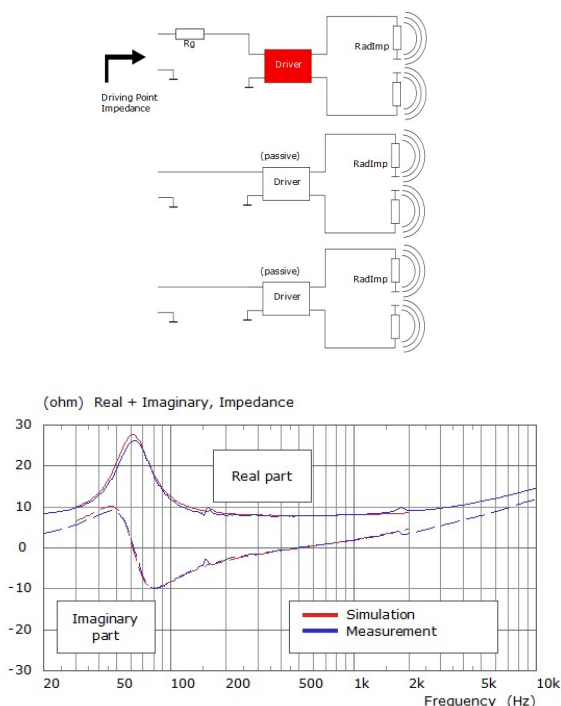 Rg
Driver
RadImp
Driving Point
Impedance
(passive)
Driver
RadImp
(passive)
Driver
RadImp
(ohm) Real + Imaginary, Impedance
30
20
10
0
-10
-20
-30
Real part
Imaginary
part
Simulation
Measurement
20 50 100 200 500 1k 2k 5k 10k
Frequency (Hz)